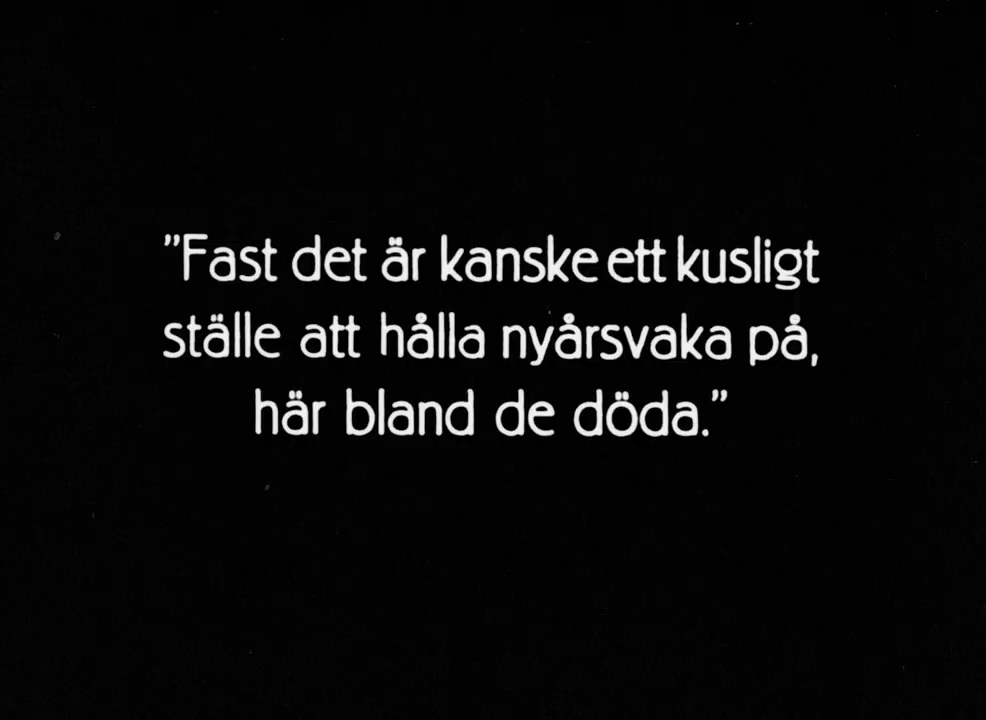 ”Fast det är kanske ett kusligt
ställe att hålla nyårsvaka på,
här bland de döda.”